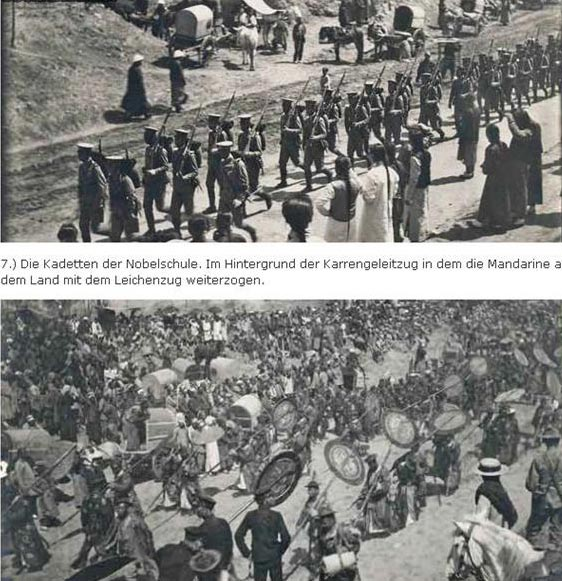 7.) Die Kadetten der Nobelschule. Im Hintergrund der Karrengeleitzug in dem die Mandarine a
dem Land mit dem Leichenzug weiterzogen.